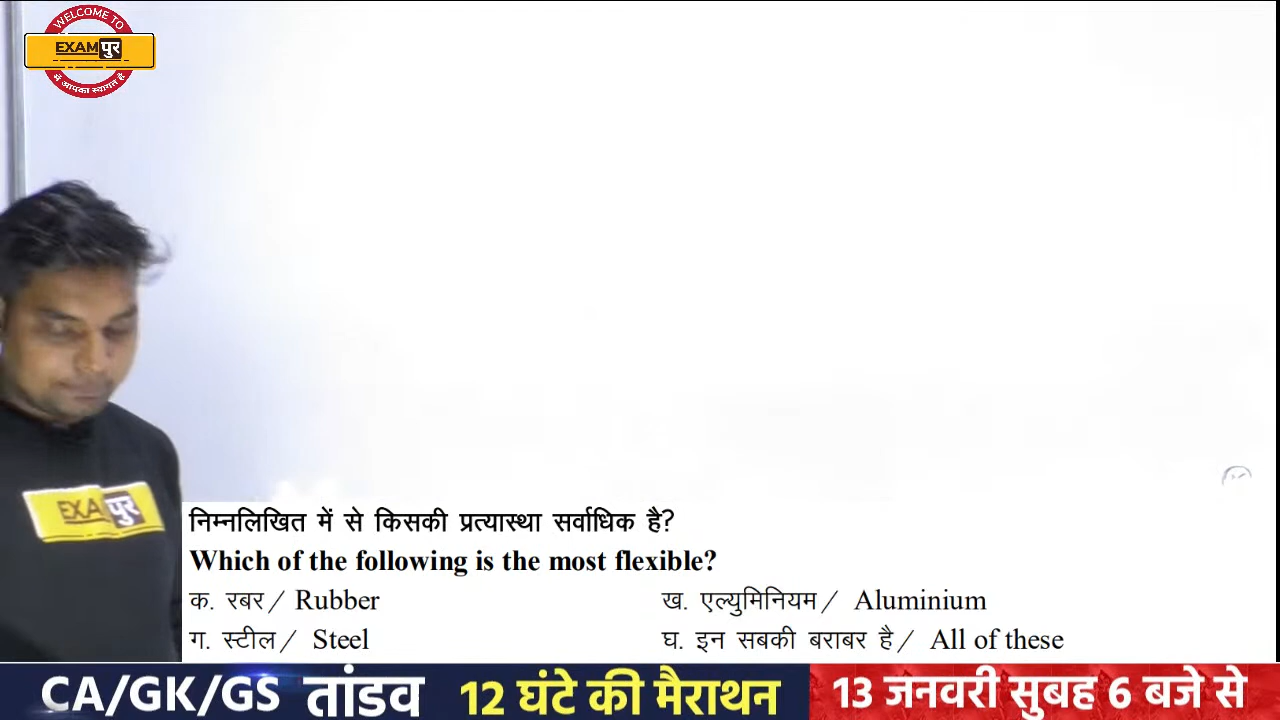 WELCOME TO
EXAMपुर
में आपका स्वागत है
EXAMपुर
निम्नलिखित में से किसकी प्रत्यास्था सर्वाधिक है?
Which of the following is the most flexible?
क. रबर / Rubber ख. एल्युमिनियम / Aluminium
ग. स्टील / Steel घ. इन सबकी बराबर है / All of these
CA/GK/GS तांडव 12 घंटे की मैराथन 13 जनवरी सुबह 6 बजे से